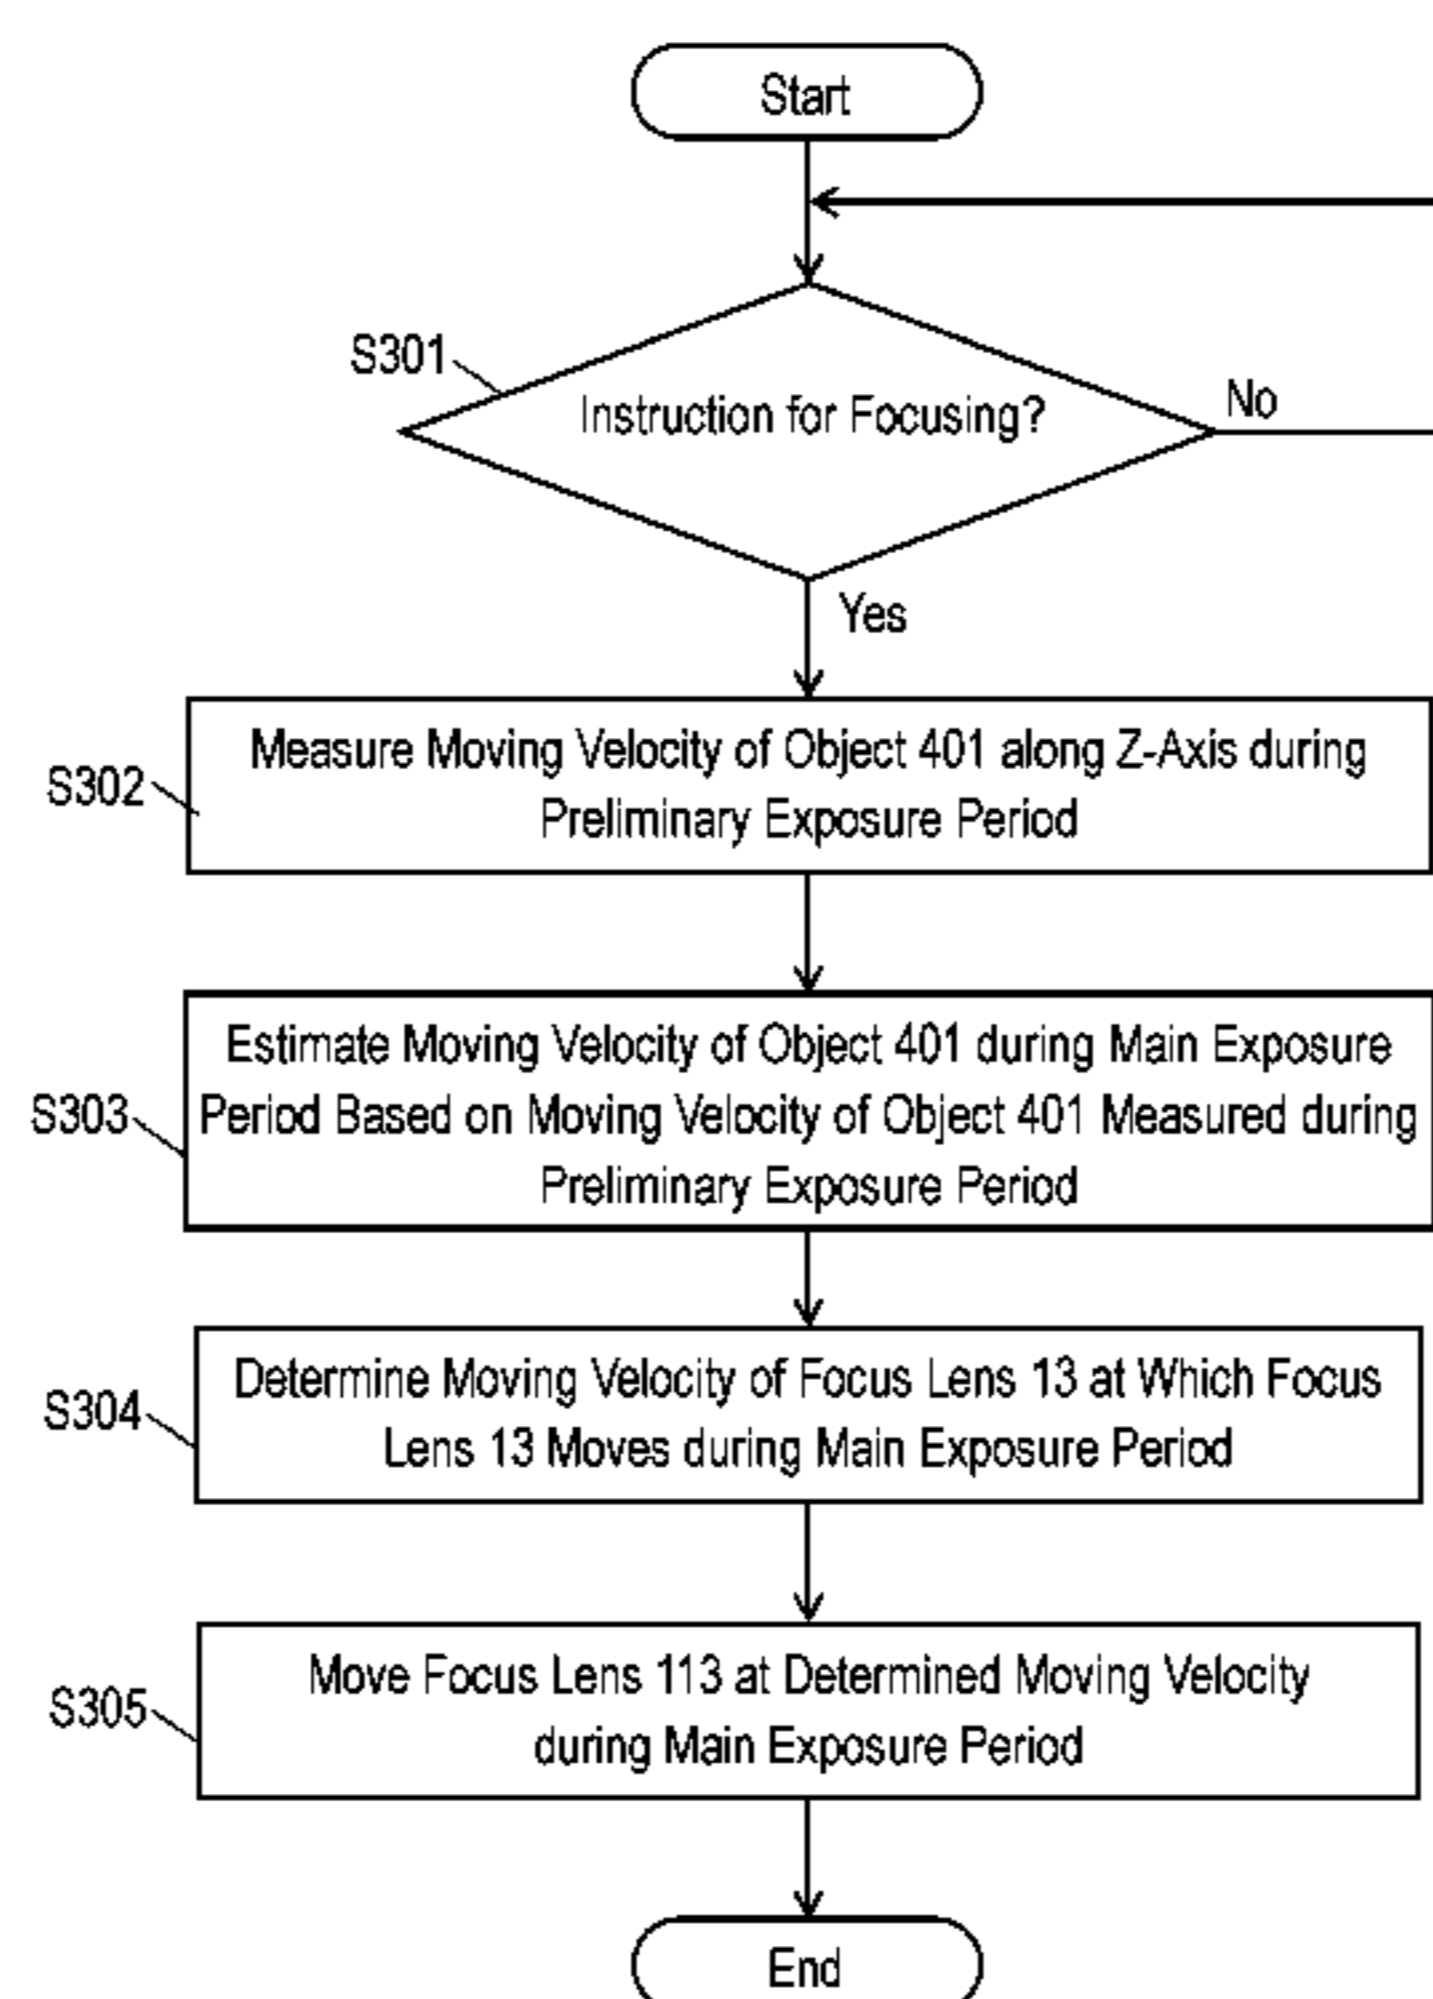 Start
S301
Instruction for Focusing?
No
Yes
S302
Measure Moving Velocity of Object 401 along Z-Axis during
Preliminary Exposure Period
S303
Estimate Moving Velocity of Object 401 during Main Exposure
Period Based on Moving Velocity of Object 401 Measured during
Preliminary Exposure Period
S304
Determine Moving Velocity of Focus Lens 13 at Which Focus
Lens 13 Moves during Main Exposure Period
S305
Move Focus Lens 113 at Determined Moving Velocity
during Main Exposure Period
End